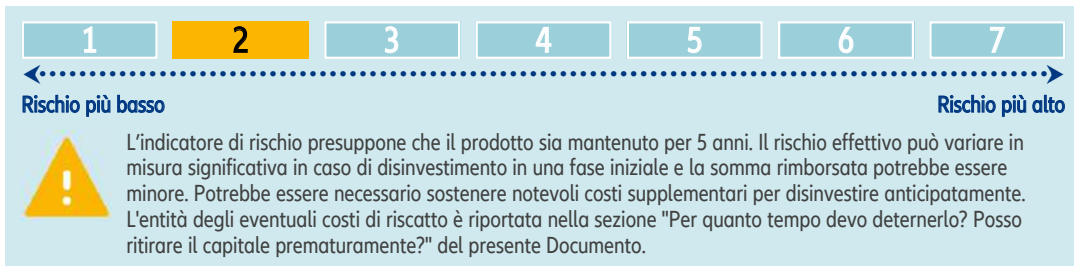 1 2 3 4 5 6 7
Rischio più basso Rischio più alto
L'indicatore di rischio presuppone che il prodotto sia mantenuto per 5 anni. Il rischio effettivo può variare in
misura significativa in caso di disinvestimento in una fase iniziale e la somma rimborsata potrebbe essere
minore. Potrebbe essere necessario sostenere notevoli costi supplementari per disinvestire anticipatamente.
L'entità degli eventuali costi di riscatto è riportata nella sezione "Per quanto tempo devo deternerlo? Posso
ritirare il capitale prematuramente?" del presente Documento.